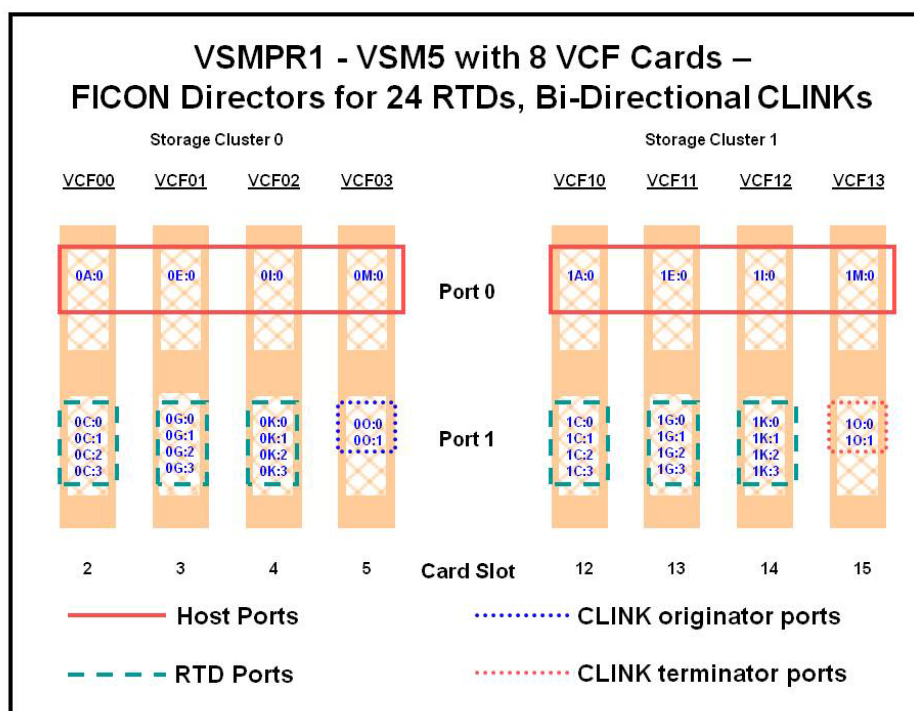 VSMPR1 - VSM5 with 8 VCF Cards –
FICON Directors for 24 RTDs, Bi-Directional CLINKs
Storage Cluster 0 Storage Cluster 1
VCF00 VCF01 VCF02 VCF03 VCF10 VCF11 VCF12 VCF13
0A:0 0E:0 0I:0 0M:0 Port 0 1A:0 1E:0 1I:0 1M:0
0C:0 0G:0 0K:0 0O:0 1C:0 1G:0 1K:0 1O:0
0C:1 0G:1 0K:1 0O:1 Port 1 1C:1 1G:1 1K:1 1O:1
0C:2 0G:2 0K:2 1C:2 1G:2 1K:2
0C:3 0G:3 0K:3 1C:3 1G:3 1K:3
2 3 4 5 Card Slot 12 13 14 15
Host Ports CLINK originator ports
RTD Ports CLINK terminator ports